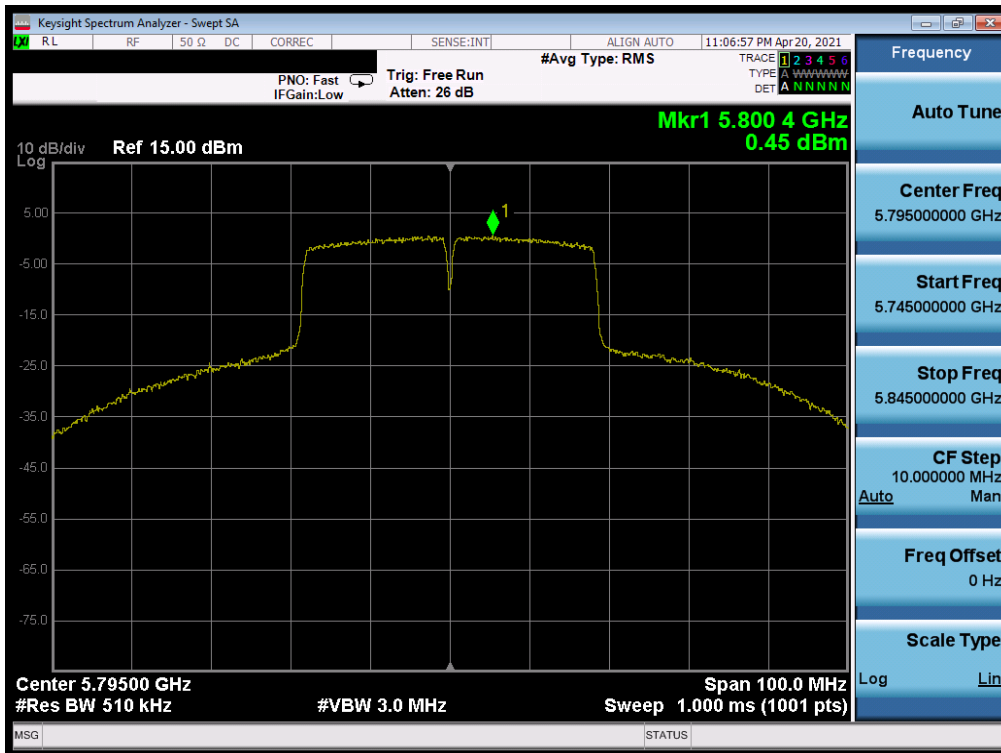 Keysight Spectrum Analyzer - Swept SA
LXI RL RF 50 Ω DC CORREC SENSE:INT ALIGN AUTO 11:06:57 PM Apr 20, 2021
PNO: Fast
IFGain:Low
Trig: Free Run
Atten: 26 dB
#Avg Type: RMS
TRACE 1 2 3 4 5 6
TYPE A WWWWW
DET A N N N N N
Mkr1 5.800 4 GHz
0.45 dBm
10 dB/div Ref 15.00 dBm
Log
1
5.00
-5.00
-15.0
-25.0
-35.0
-45.0
-55.0
-65.0
-75.0
Center 5.79500 GHz Span 100.0 MHz
#Res BW 510 kHz #VBW 3.0 MHz Sweep 1.000 ms (1001 pts)
MSG STATUS
Frequency
Auto Tune
Center Freq
5.795000000 GHz
Start Freq
5.745000000 GHz
Stop Freq
5.845000000 GHz
CF Step
10.000000 MHz
Auto Man
Freq Offset
0 Hz
Scale Type
Log Lin